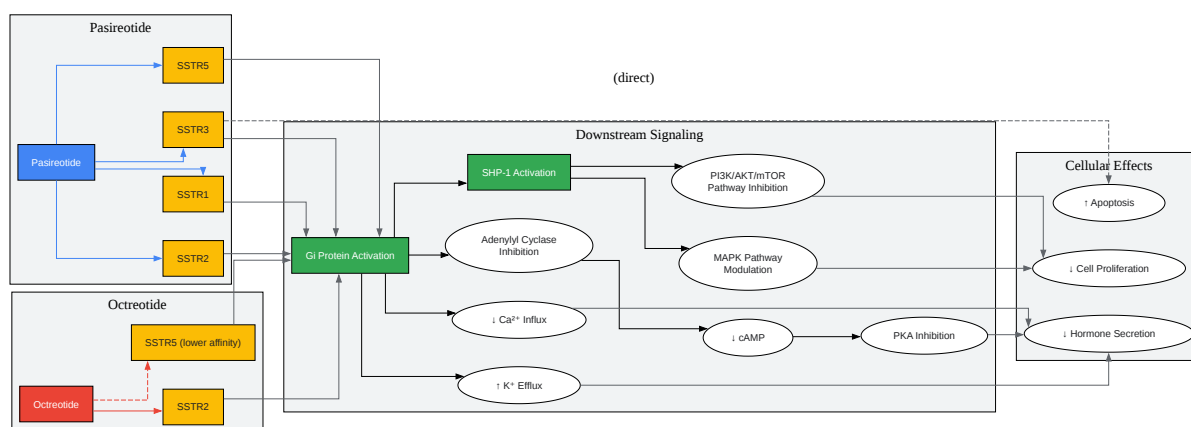 Pasireotide
SSTR5
SSTR3
Pasireotide
SSTR1
SSTR2
Octreotide
SSTR5 (lower affinity)
Octreotide
SSTR2
(direct)
Downstream Signaling
Gi Protein Activation
SHP-1 Activation
PI3K/AKT/mTOR
Pathway Inhibition
Adenylyl Cyclase
Inhibition
MAPK Pathway
Modulation
↓ Ca²⁺ Influx
↓ cAMP
PKA Inhibition
↑ K⁺ Efflux
Cellular Effects
↑ Apoptosis
↓ Cell Proliferation
↓ Hormone Secretion